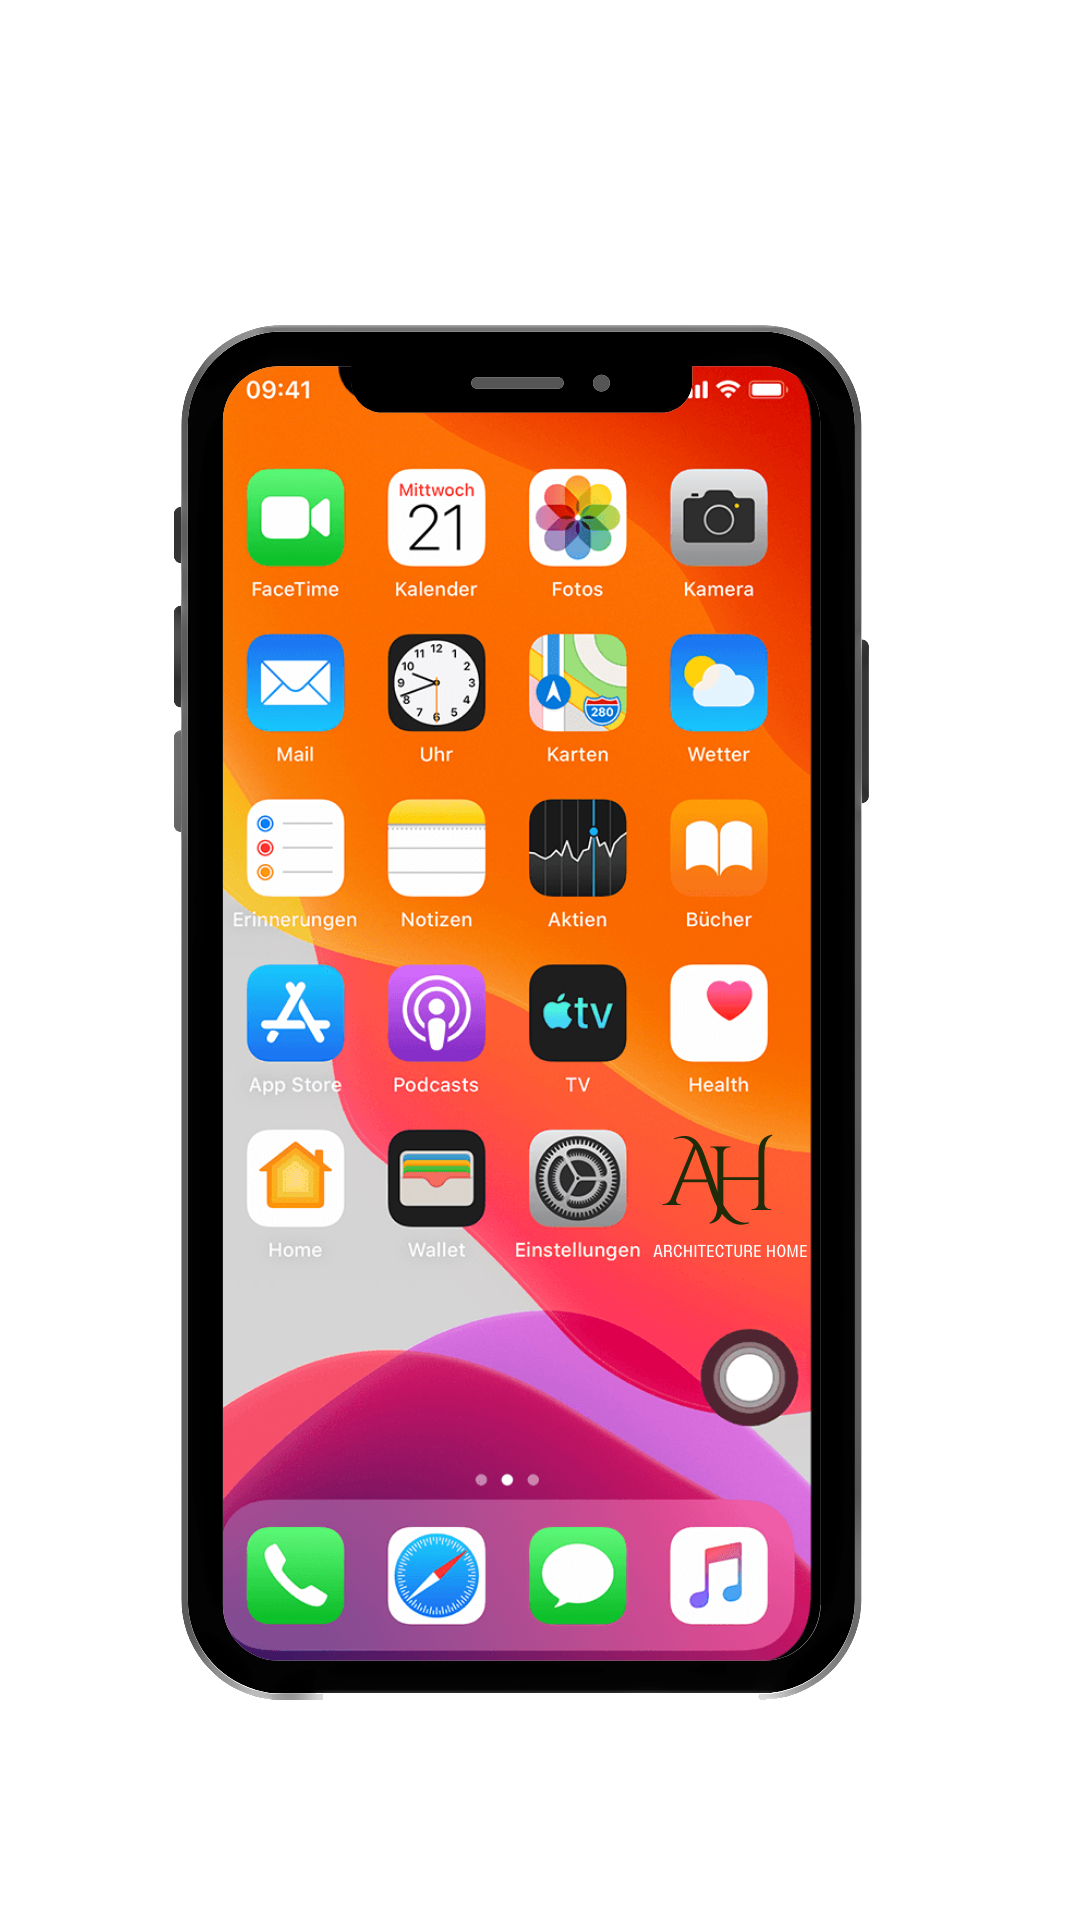 09:41
Mittwoch
21
FaceTime
Kalender
Fotos
Kamera
12
11 1
10 2
9 3
8 4
7 5
6
280
Mail
Uhr
Karten
Wetter
Erinnerungen
Notizen
Aktien
Bücher
tv
App Store
Podcasts
TV
Health
AH
Home
Wallet
Einstellungen
ARCHITECTURE HOME